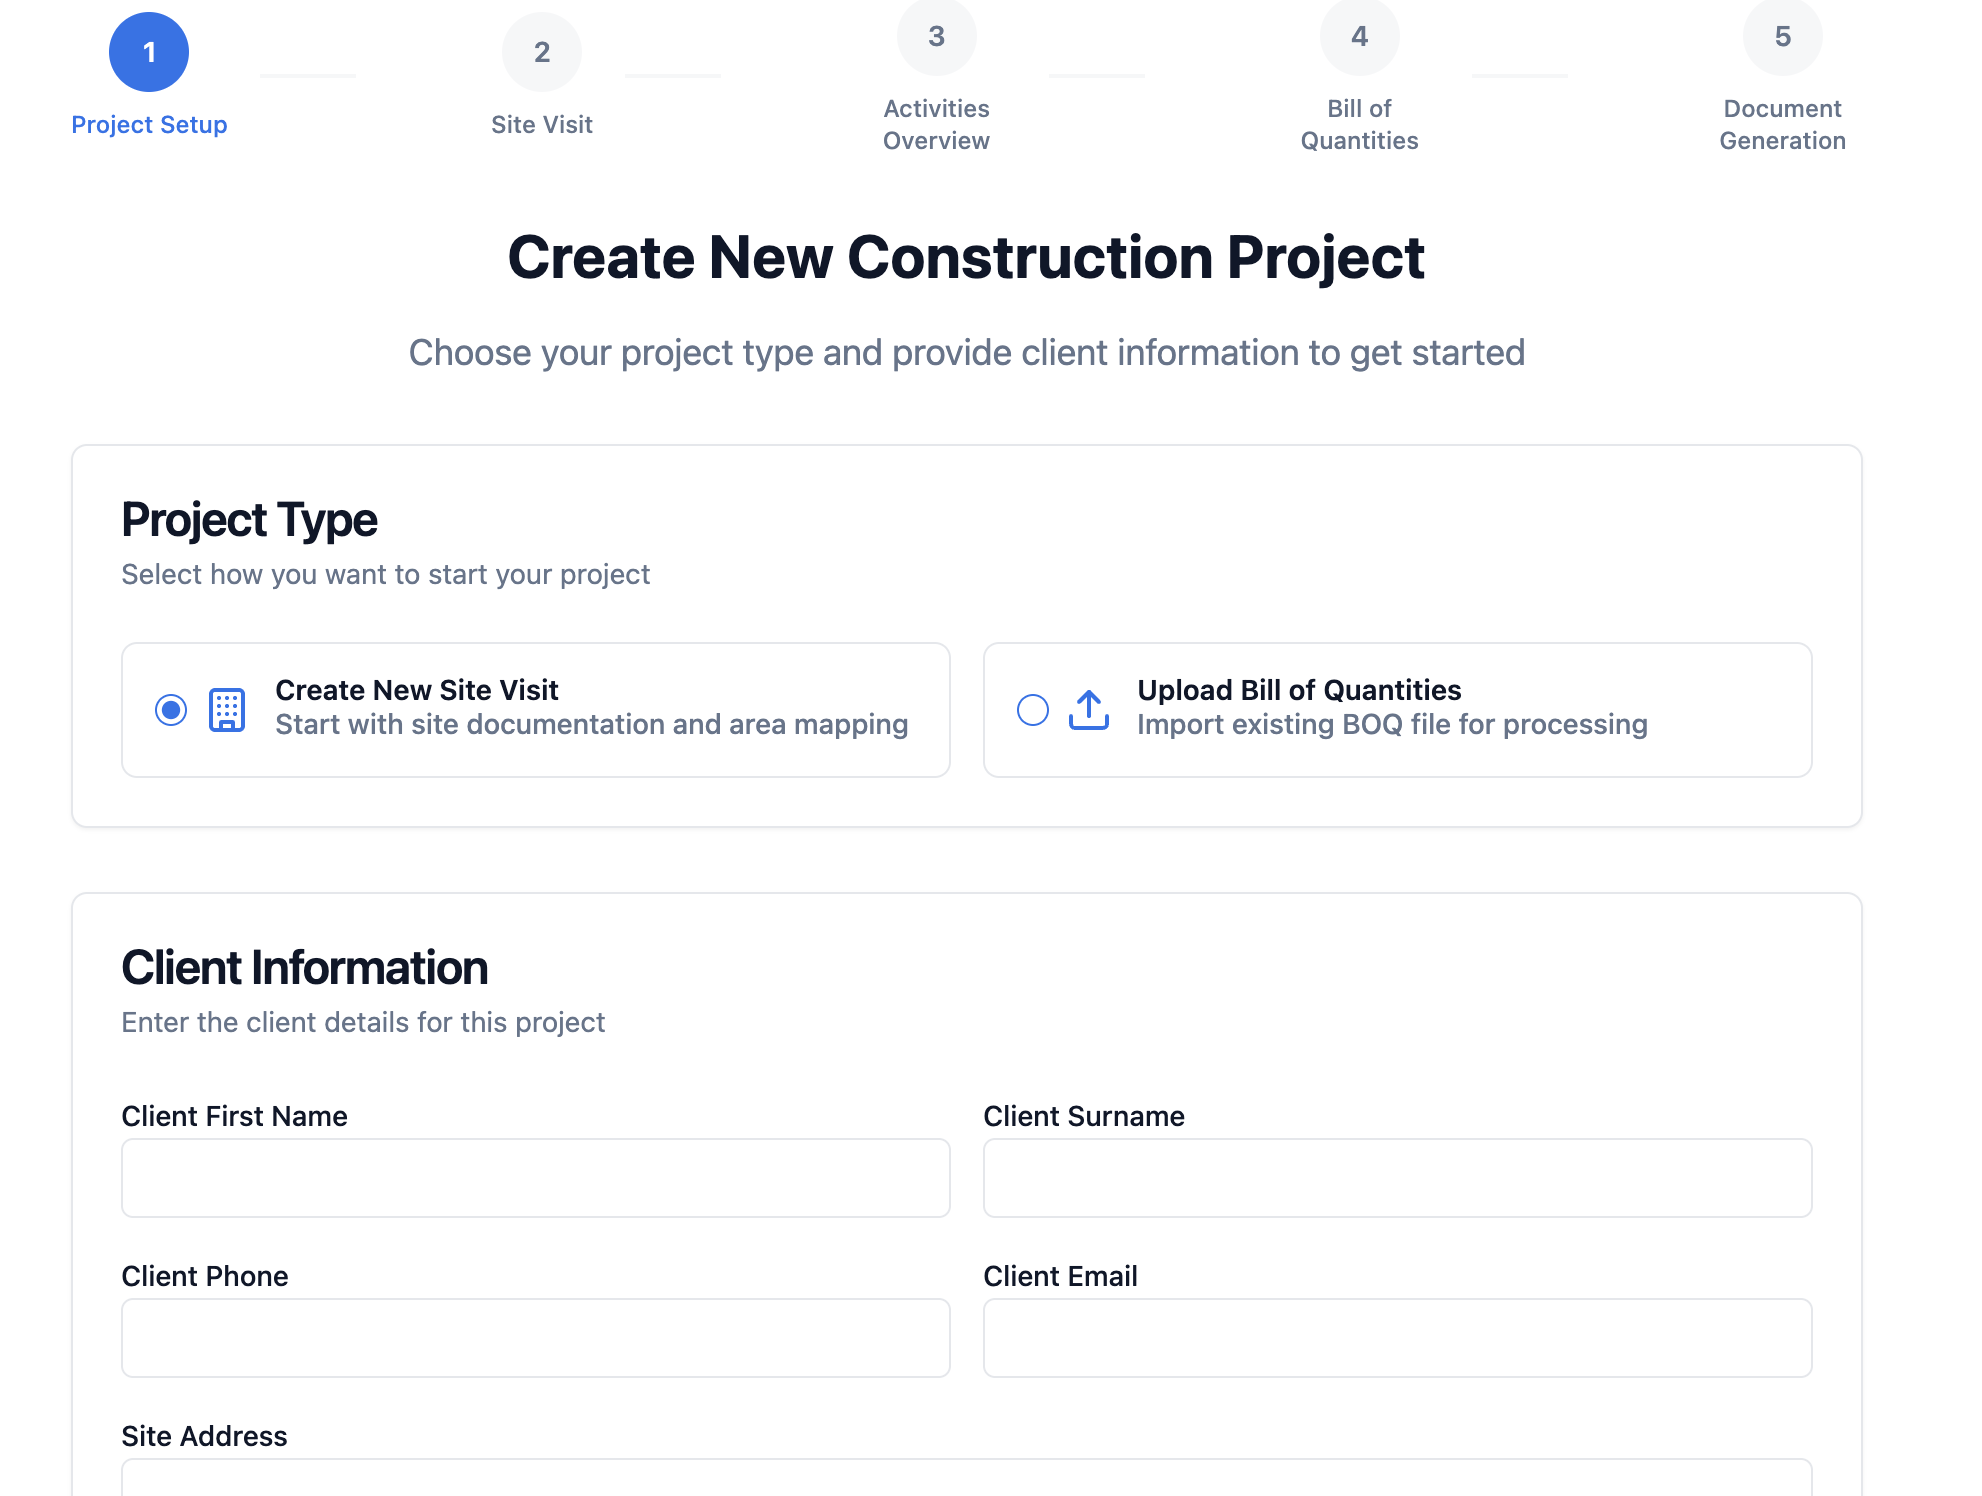 1
Project Setup
2
Site Visit
3
Activities
Overview
4
Bill of
Quantities
5
Document
Generation
Create New Construction Project
Choose your project type and provide client information to get started
Project Type
Select how you want to start your project
Create New Site Visit
Start with site documentation and area mapping
Upload Bill of Quantities
Import existing BOQ file for processing
Client Information
Enter the client details for this project
Client First Name
Client Surname
Client Phone
Client Email
Site Address